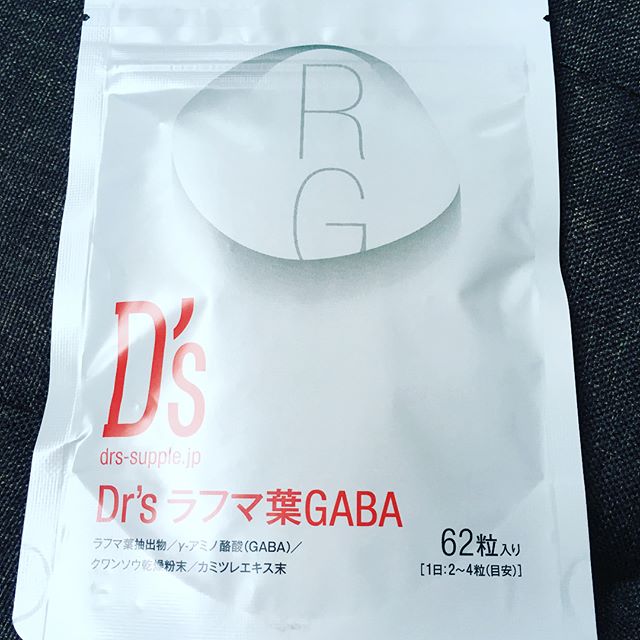 R
G
D's
drs-supple.jp
Dr's ラフマ葉GABA
ラフマ葉抽出物／γ-アミノ酪酸(GABA)／
クワンソウ乾燥粉末／カミツレエキス末
62粒入り
[1日:2〜4粒(目安)]